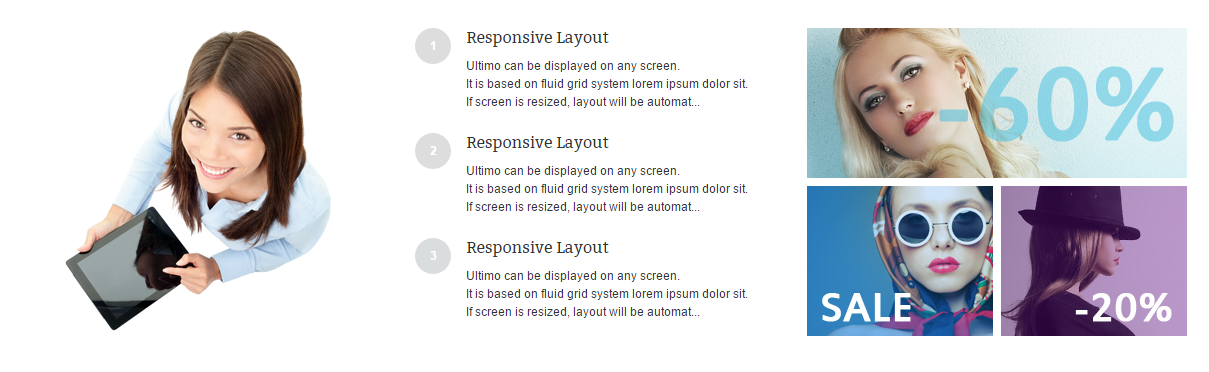 1
Responsive Layout
Ultimo can be displayed on any screen.
It is based on fluid grid system lorem ipsum dolor sit.
If screen is resized, layout will be automat...
2
Responsive Layout
Ultimo can be displayed on any screen.
It is based on fluid grid system lorem ipsum dolor sit.
If screen is resized, layout will be automat...
3
Responsive Layout
Ultimo can be displayed on any screen.
It is based on fluid grid system lorem ipsum dolor sit.
If screen is resized, layout will be automat...
-60%
SALE
-20%